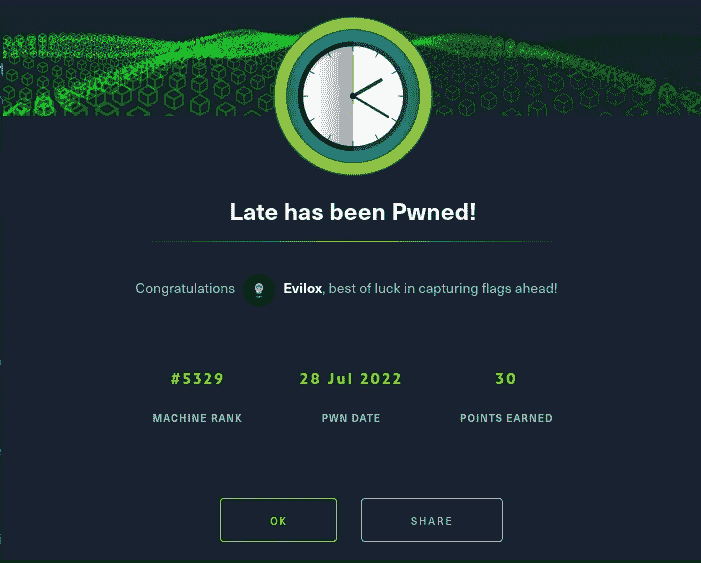 Late has been Pwned!
Congratulations Evilox, best of luck in capturing flags ahead!
#5329 28 Jul 2022 30
MACHINE RANK PWN DATE POINTS EARNED
OK SHARE